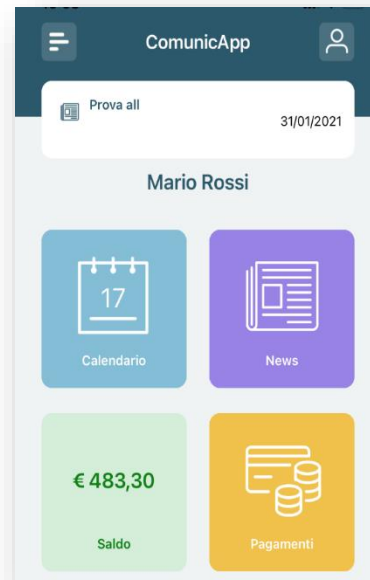 ComunicApp
Prova all
31/01/2021
Mario Rossi
17
Calendario
News
€ 483,30
Saldo
Pagamenti